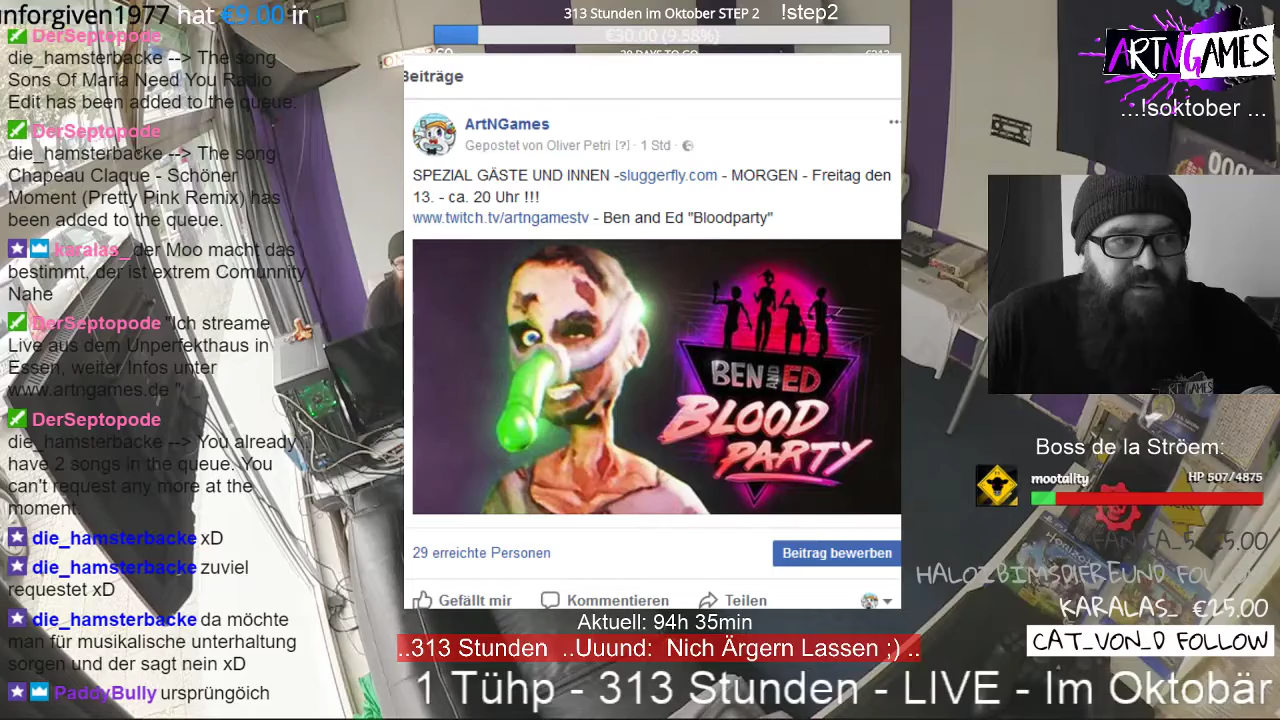 unforgiven1977 hat €9.00 in
DerSeptopode
die_hamsterbacke --> The song
Sons Of Maria Need You Radio
Edit has been added to the queue.
DerSeptopode
die_hamsterbacke --> The song
Chapeau Claque - Schöner
Moment (Pretty Pink Remix) has
been added to the queue.
karalas_ der Moo macht das
bestimmt, der ist extrem Comunnity
Nahe
DerSeptopode "Ich streame
Live aus dem Unperfekthaus in
Essen, weiter Infos unter
www.artngames.de "
DerSeptopode
die_hamsterbacke --> You already
have 2 songs in the queue. You
can't request any more at the
moment.
die_hamsterbacke xD
die_hamsterbacke zuviel
requestet xD
die_hamsterbacke da möchte
man für musikalische unterhaltung
sorgen und der sagt nein xD
PaddyBully ursprüngöich
313 Stunden im Oktober STEP 2 !step2
€30.00 (9.58%)
Beiträge
ArtNGames
Gepostet von Oliver Petri [?] · 1 Std ·
SPEZIAL GÄSTE UND INNEN -sluggerfly.com - MORGEN - Freitag den
13. - ca. 20 Uhr !!!
www.twitch.tv/artngamestv - Ben and Ed "Bloodparty"
BEN AND ED
BLOOD
PARTY
29 erreichte Personen
Beitrag bewerben
Gefällt mir Kommentieren Teilen
Aktuell: 94h 35min
..313 Stunden ..Uuund: Nich Ärgern Lassen ;) ..
1 Tühp - 313 Stunden - LIVE - Im Oktobär
ARTNGAMES
...!soktober ...
ART N GAMES
Boss de la Ströem:
mootality HP 507/4875
KARALAS_ €25.00
CAT_VON_D FOLLOW